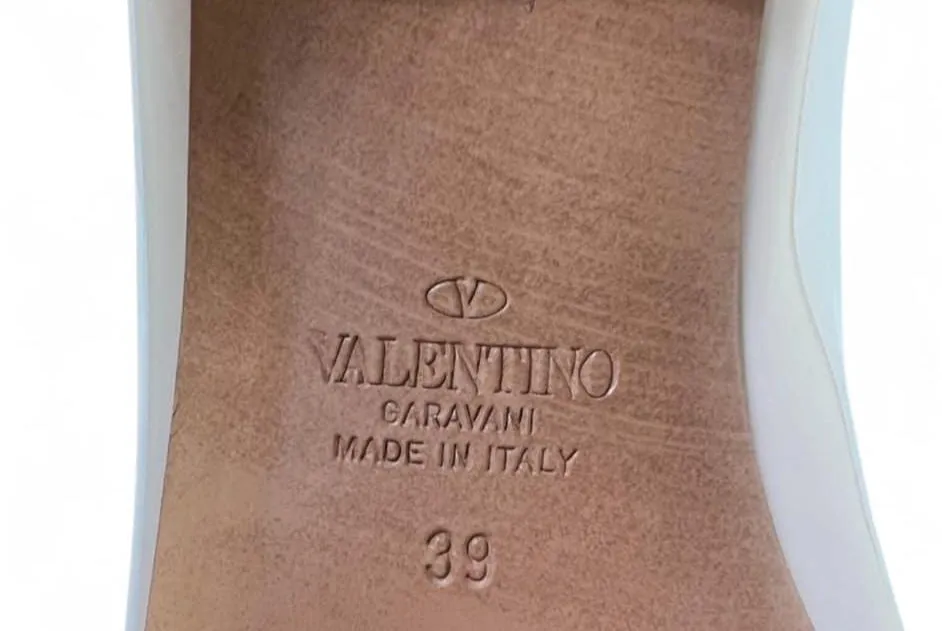 V
VALENTINO
GARAVANI
MADE IN ITALY
39